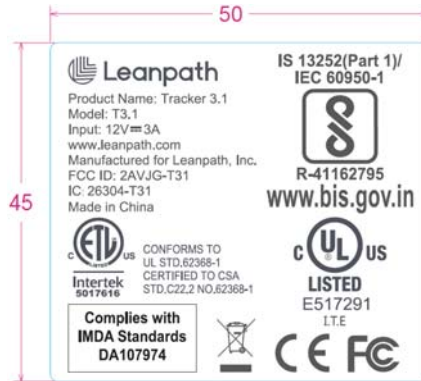 50
45
Leanpath
Product Name: Tracker 3.1
Model: T3.1
Input: 12V⎓3A
www.leanpath.com
Manufactured for Leanpath, Inc.
FCC ID: 2AVJG-T31
IC: 26304-T31
Made in China
IS 13252(Part 1)/
IEC 60950-1
R-41162795
www.bis.gov.in
C ETL US
LISTED
Intertek
5017616
CONFORMS TO
UL STD,62368-1
CERTIFIED TO CSA
STD,C22,2 NO,62368-1
C UL US
LISTED
E517291
I.T.E
Complies with
IMDA Standards
DA107974
CE FC